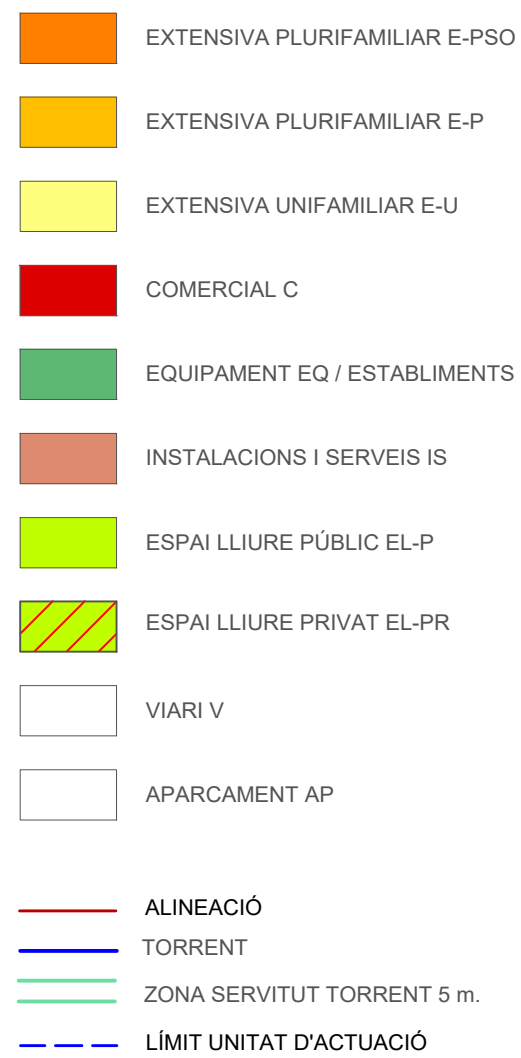 EXTENSIVA PLURIFAMILIAR E-PSO
EXTENSIVA PLURIFAMILIAR E-P
EXTENSIVA UNIFAMILIAR E-U
COMERCIAL C
EQUIPAMENT EQ / ESTABLIMENTS
INSTALACIONS I SERVEIS IS
ESPAI LLIURE PÚBLIC EL-P
ESPAI LLIURE PRIVAT EL-PR
VIARI V
APARCAMENT AP
ALINEACIÓ
TORRENT
ZONA SERVITUT TORRENT 5 m.
LÍMIT UNITAT D'ACTUACIÓ